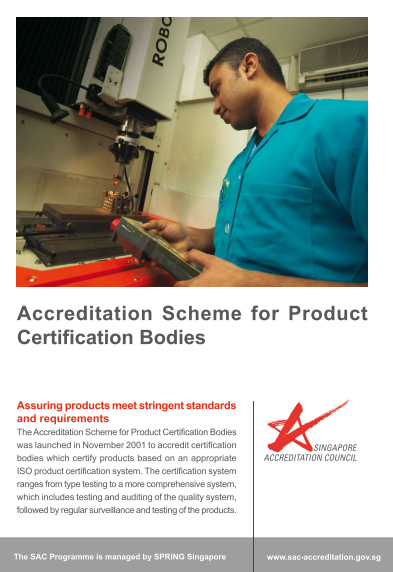 ROBO
Accreditation Scheme for Product
Certification Bodies
Assuring products meet stringent standards
and requirements
The Accreditation Scheme for Product Certification Bodies
was launched in November 2001 to accredit certification
bodies which certify products based on an appropriate
ISO product certification system. The certification system
ranges from type testing to a more comprehensive system,
which includes testing and auditing of the quality system,
followed by regular surveillance and testing of the products.
SINGAPORE
ACCREDITATION COUNCIL
The SAC Programme is managed by SPRING Singapore
www.sac-accreditation.gov.sg